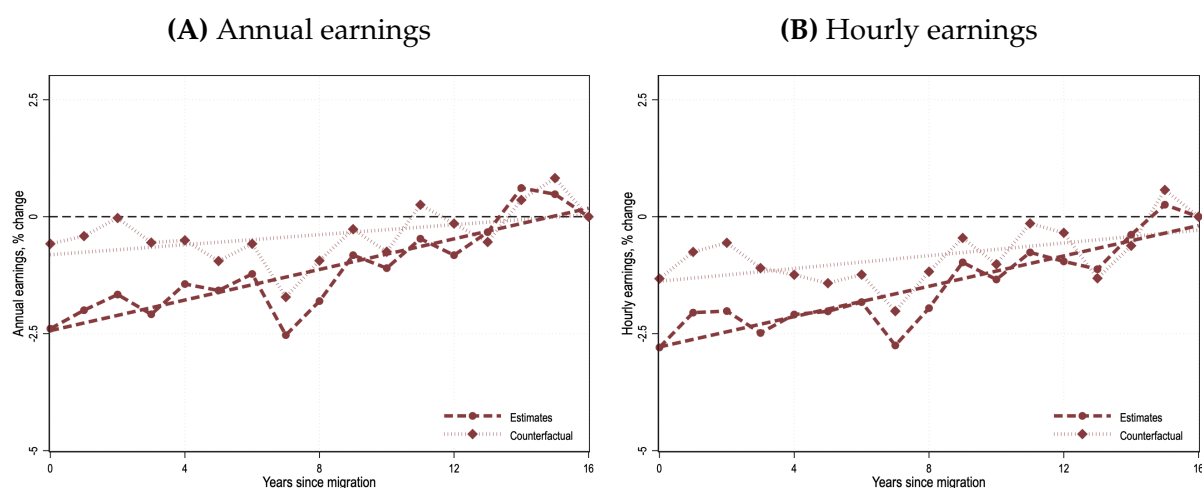 (A) Annual earnings
Annual earnings, % change
2.5
0
-2.5
-5
0 4 8 12 16
Years since migration
Estimates
Counterfactual
(B) Hourly earnings
Hourly earnings, % change
2.5
0
-2.5
-5
0 4 8 12 16
Years since migration
Estimates
Counterfactual